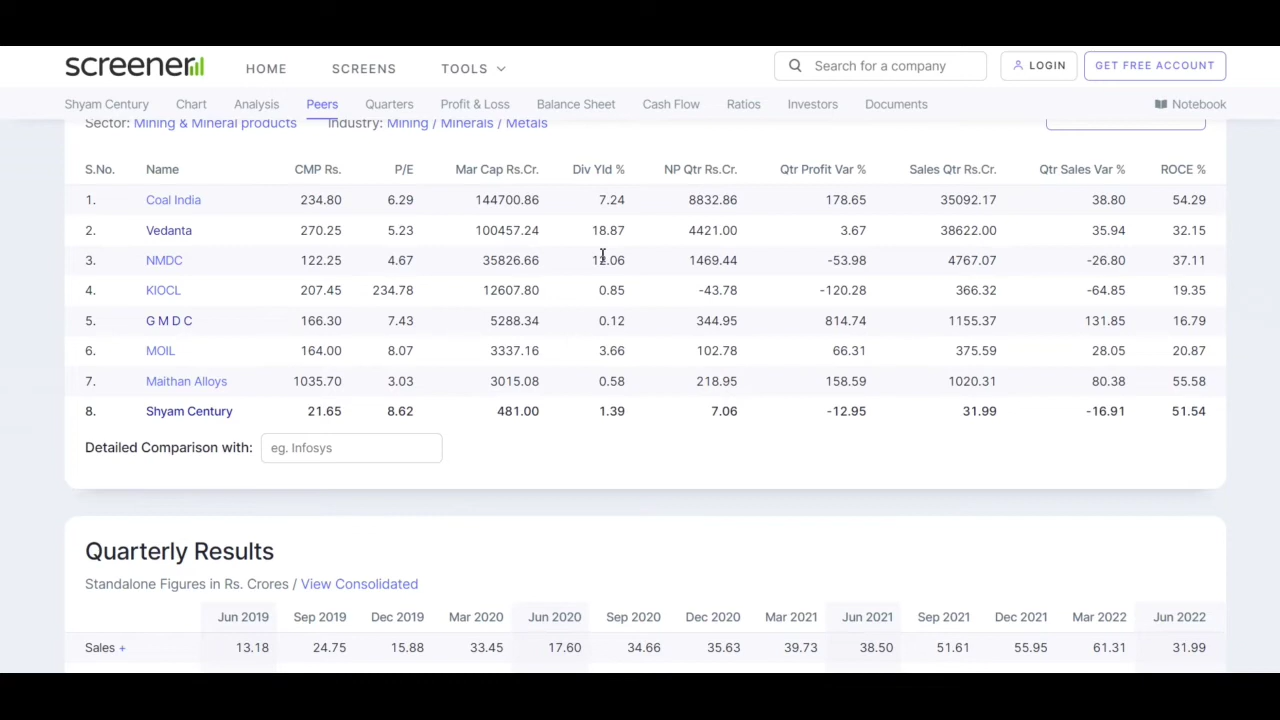 screener HOME SCREENS TOOLS Search for a company LOGIN GET FREE ACCOUNT
Shyam Century Chart Analysis Peers Quarters Profit & Loss Balance Sheet Cash Flow Ratios Investors Documents Notebook
Sector: Mining & Mineral products Industry: Mining / Minerals / Metals
S.No. Name CMP Rs. P/E Mar Cap Rs.Cr. Div Yld % NP Qtr Rs.Cr. Qtr Profit Var % Sales Qtr Rs.Cr. Qtr Sales Var % ROCE %
1. Coal India 234.80 6.29 144700.86 7.24 8832.86 178.65 35092.17 38.80 54.29
2. Vedanta 270.25 5.23 100457.24 18.87 4421.00 3.67 38622.00 35.94 32.15
3. NMDC 122.25 4.67 35826.66 12.06 1469.44 -53.98 4767.07 -26.80 37.11
4. KIOCL 207.45 234.78 12607.80 0.85 -43.78 -120.28 366.32 -64.85 19.35
5. G M D C 166.30 7.43 5288.34 0.12 344.95 814.74 1155.37 131.85 16.79
6. MOIL 164.00 8.07 3337.16 3.66 102.78 66.31 375.59 28.05 20.87
7. Maithan Alloys 1035.70 3.03 3015.08 0.58 218.95 158.59 1020.31 80.38 55.58
8. Shyam Century 21.65 8.62 481.00 1.39 7.06 -12.95 31.99 -16.91 51.54
Detailed Comparison with: eg. Infosys
Quarterly Results
Standalone Figures in Rs. Crores / View Consolidated
Jun 2019 Sep 2019 Dec 2019 Mar 2020 Jun 2020 Sep 2020 Dec 2020 Mar 2021 Jun 2021 Sep 2021 Dec 2021 Mar 2022 Jun 2022
Sales + 13.18 24.75 15.88 33.45 17.60 34.66 35.63 39.73 38.50 51.61 55.95 61.31 31.99